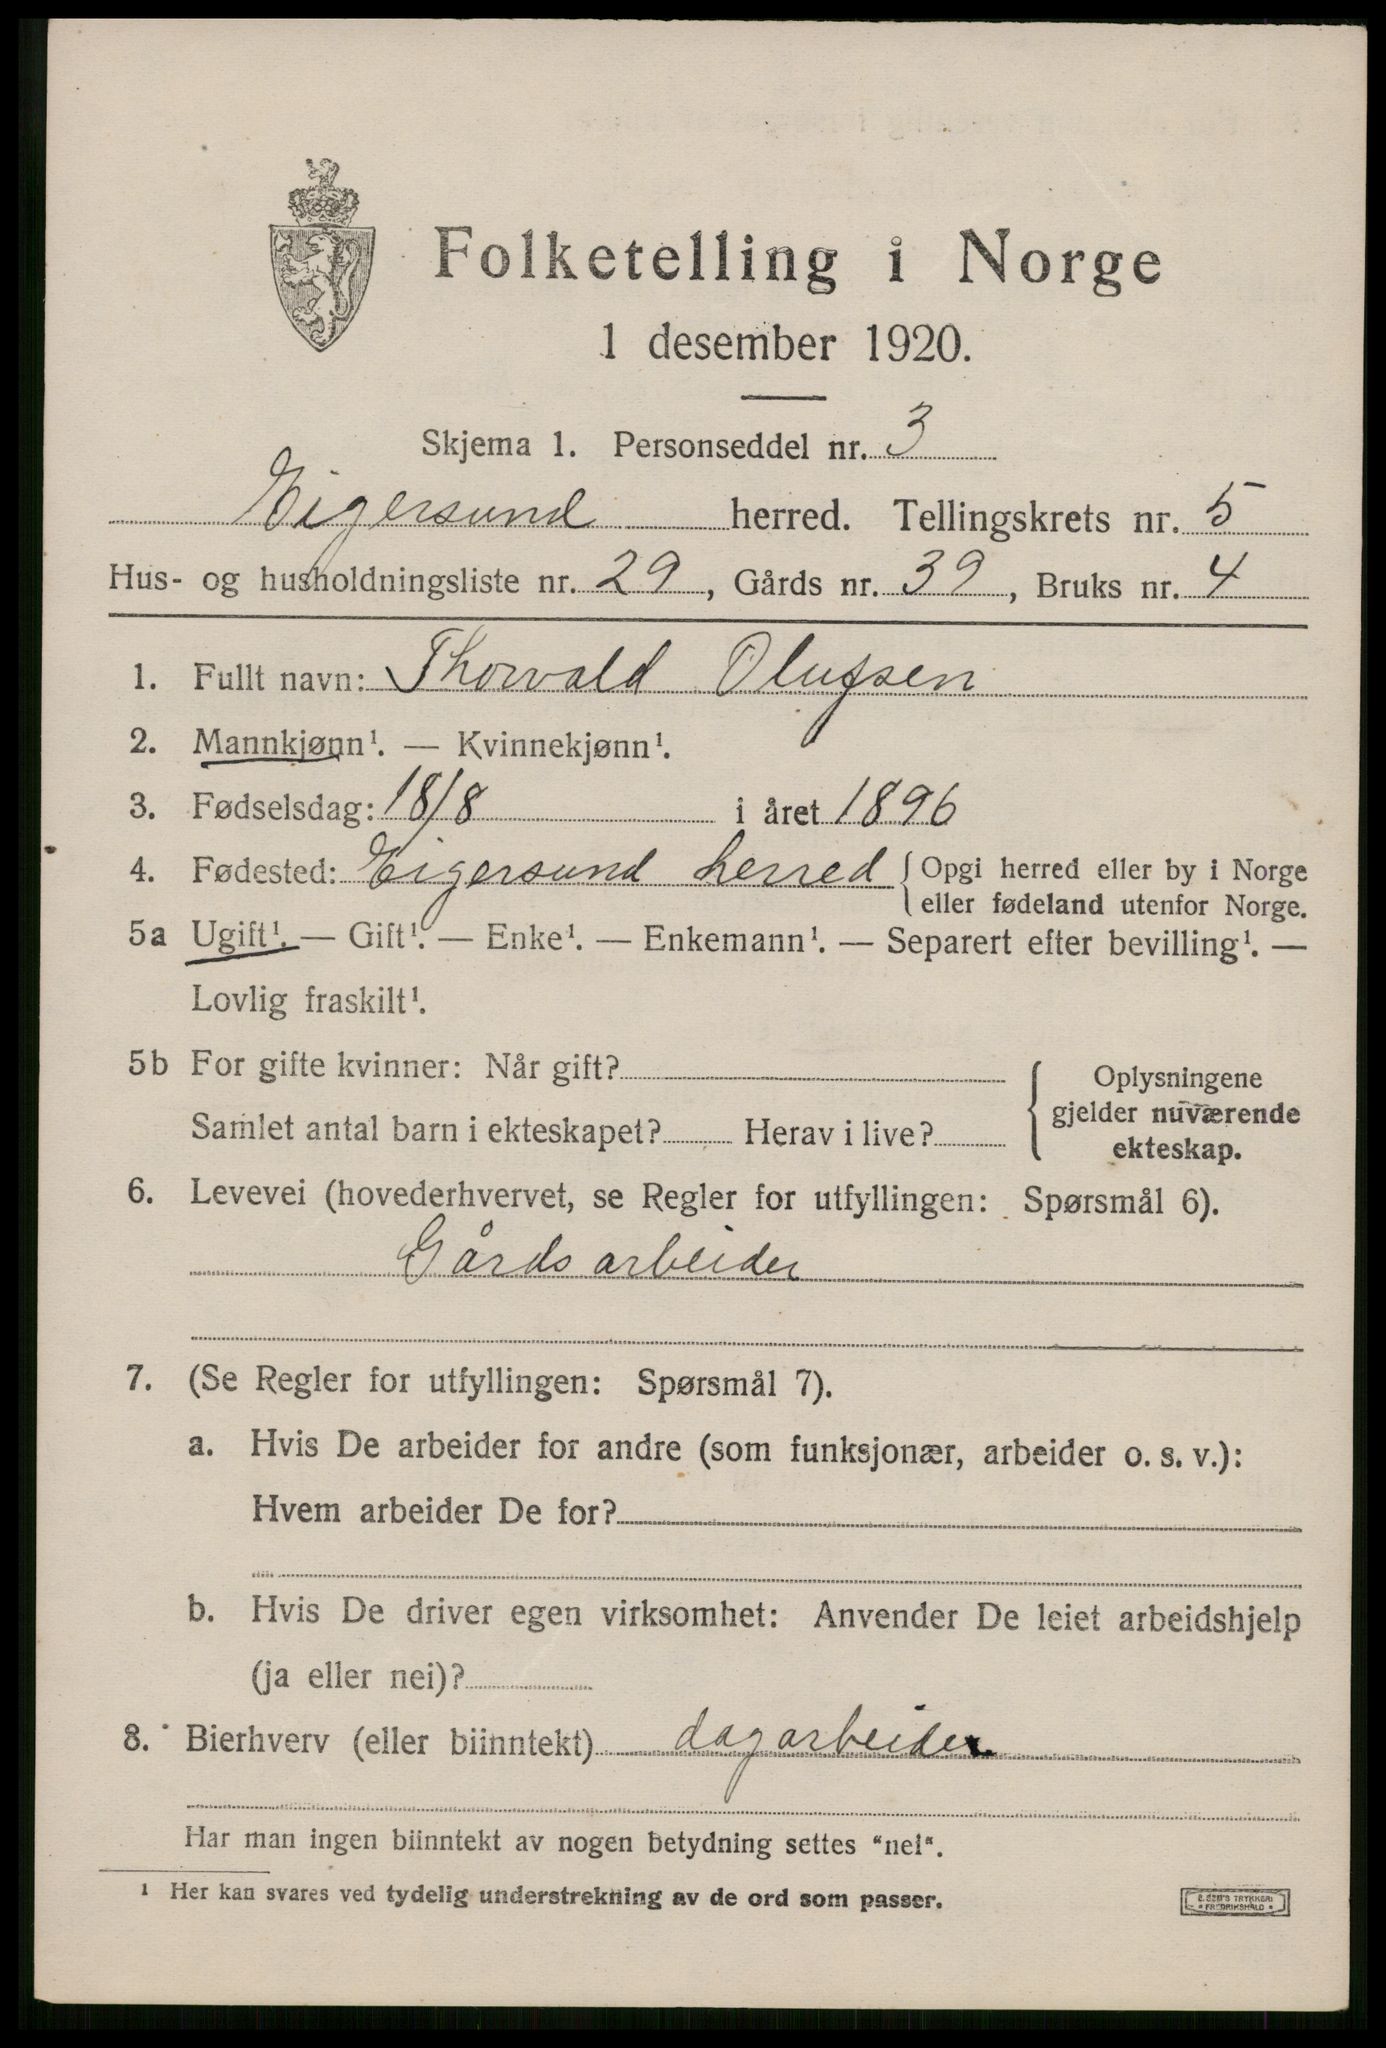 Folketelling i Norge
1 desember 1920.
Skjema 1. Personseddel nr. 3
Eigersund herred. Tellingskrets nr. 5
Hus- og husholdningsliste nr. 29, Gårds nr. 39, Bruks nr. 4
1. Fullt navn: Thorvald Olufsen
2. Mannkjønn¹. — Kvinnekjønn¹.
3. Fødselsdag: 18/8 i året 1896
4. Fødested: Eigersund herred { Opgi herred eller by i Norge
eller fødeland utenfor Norge.
5a Ugift¹. — Gift¹. — Enke¹. — Enkemann¹. — Separert efter bevilling¹. —
Lovlig fraskilt¹.
5b For gifte kvinner: Når gift?
Samlet antal barn i ekteskapet? Herav i live?
Oplysningene
gjelder nuværende
ekteskap.
6. Levevei (hovederhvervet, se Regler for utfyllingen: Spørsmål 6).
Gårdsarbeider
7. (Se Regler for utfyllingen: Spørsmål 7).
a. Hvis De arbeider for andre (som funksjonær, arbeider o. s. v.):
Hvem arbeider De for?
b. Hvis De driver egen virksomhet: Anvender De leiet arbeidshjelp
(ja eller nei)?
8. Bierhverv (eller biinntekt) dagarbeider
Har man ingen biinntekt av nogen betydning settes "nei".
¹ Her kan svares ved tydelig understrekning av de ord som passer.
E. SEM'S TRYKKERI
• FREDRIKSHALD •